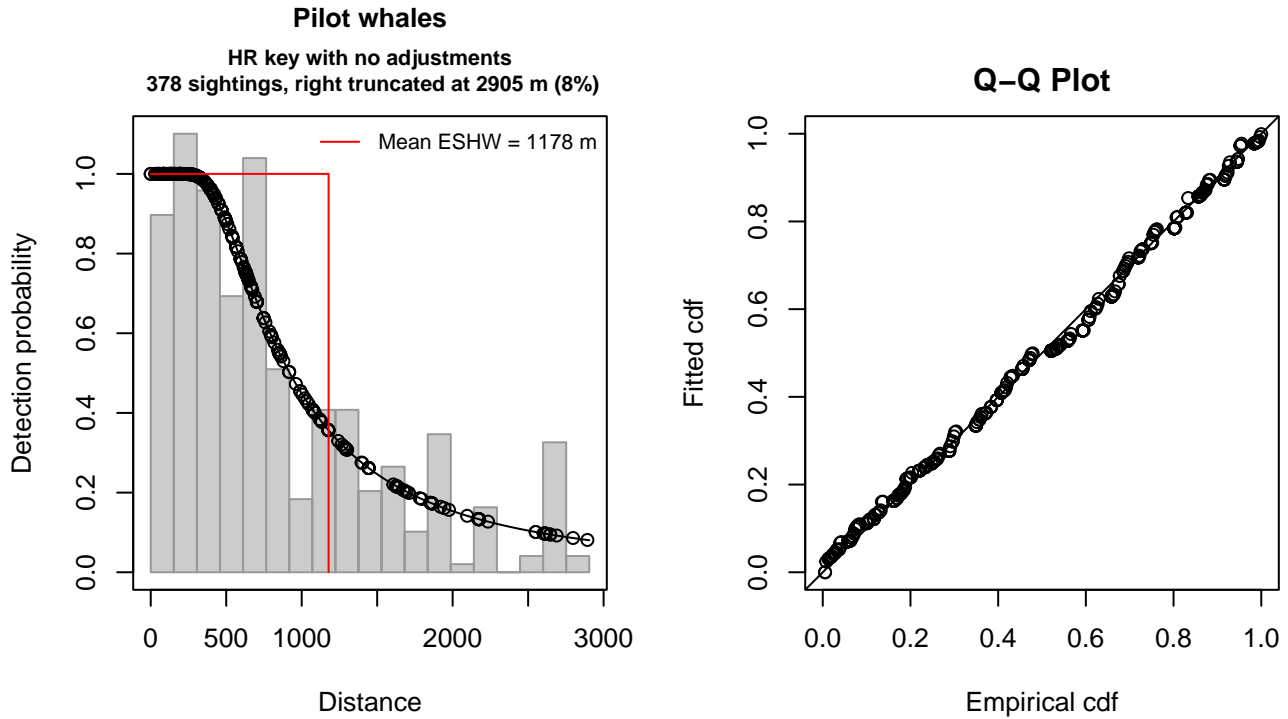 Pilot whales
HR key with no adjustments
378 sightings, right truncated at 2905 m (8%)
Mean ESHW = 1178 m
Detection probability
0.0 0.2 0.4 0.6 0.8 1.0
0 500 1000 2000 3000
Distance
Q−Q Plot
Fitted cdf
0.0 0.2 0.4 0.6 0.8 1.0
0.0 0.2 0.4 0.6 0.8 1.0
Empirical cdf